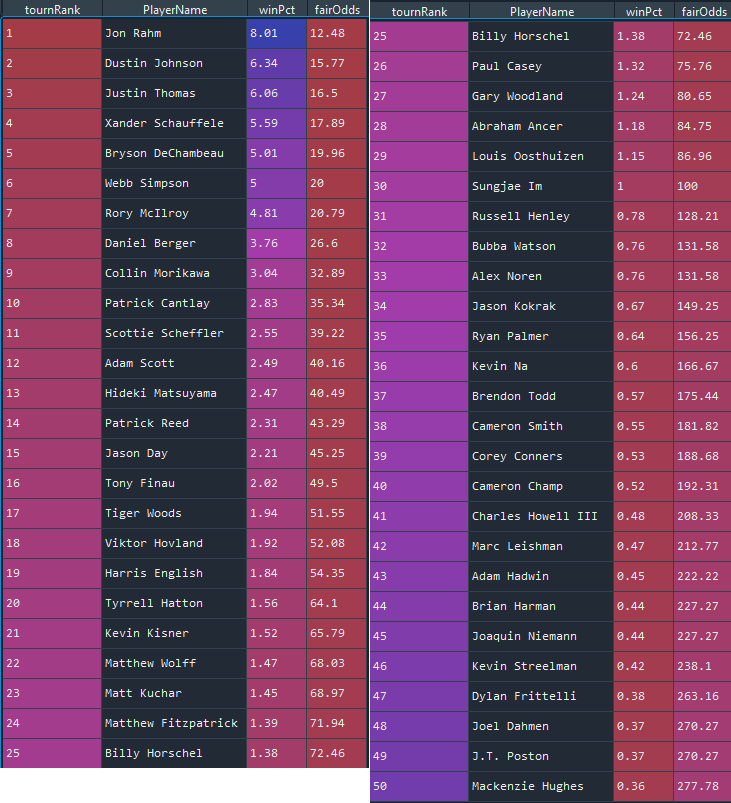 tournRank PlayerName winPct fairOdds
1 Jon Rahm 8.01 12.48
2 Dustin Johnson 6.34 15.77
3 Justin Thomas 6.06 16.5
4 Xander Schauffele 5.59 17.89
5 Bryson DeChambeau 5.01 19.96
6 Webb Simpson 5 20
7 Rory McIlroy 4.81 20.79
8 Daniel Berger 3.76 26.6
9 Collin Morikawa 3.04 32.89
10 Patrick Cantlay 2.83 35.34
11 Scottie Scheffler 2.55 39.22
12 Adam Scott 2.49 40.16
13 Hideki Matsuyama 2.47 40.49
14 Patrick Reed 2.31 43.29
15 Jason Day 2.21 45.25
16 Tony Finau 2.02 49.5
17 Tiger Woods 1.94 51.55
18 Viktor Hovland 1.92 52.08
19 Harris English 1.84 54.35
20 Tyrrell Hatton 1.56 64.1
21 Kevin Kisner 1.52 65.79
22 Matthew Wolff 1.47 68.03
23 Matt Kuchar 1.45 68.97
24 Matthew Fitzpatrick 1.39 71.94
25 Billy Horschel 1.38 72.46
tournRank PlayerName winPct fairOdds
25 Billy Horschel 1.38 72.46
26 Paul Casey 1.32 75.76
27 Gary Woodland 1.24 80.65
28 Abraham Ancer 1.18 84.75
29 Louis Oosthuizen 1.15 86.96
30 Sungjae Im 1 100
31 Russell Henley 0.78 128.21
32 Bubba Watson 0.76 131.58
33 Alex Noren 0.76 131.58
34 Jason Kokrak 0.67 149.25
35 Ryan Palmer 0.64 156.25
36 Kevin Na 0.6 166.67
37 Brendon Todd 0.57 175.44
38 Cameron Smith 0.55 181.82
39 Corey Conners 0.53 188.68
40 Cameron Champ 0.52 192.31
41 Charles Howell III 0.48 208.33
42 Marc Leishman 0.47 212.77
43 Adam Hadwin 0.45 222.22
44 Brian Harman 0.44 227.27
45 Joaquin Niemann 0.44 227.27
46 Kevin Streelman 0.42 238.1
47 Dylan Frittelli 0.38 263.16
48 Joel Dahmen 0.37 270.27
49 J.T. Poston 0.37 270.27
50 Mackenzie Hughes 0.36 277.78